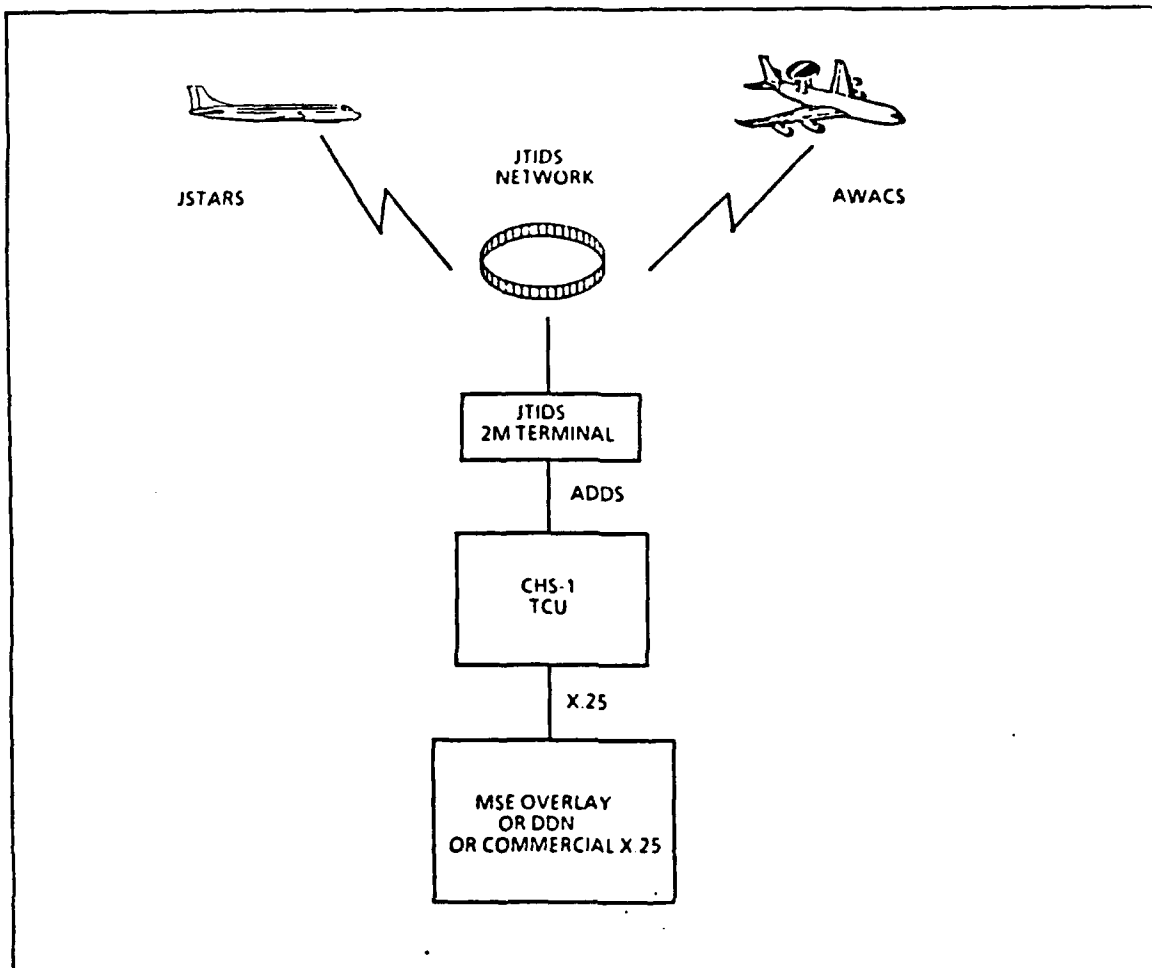 JTIDS
NETWORK
JSTARS
AWACS
JTIDS
2M TERMINAL
ADDS
CHS-1
TCU
X.25
MSE OVERLAY
OR DDN
OR COMMERCIAL X.25